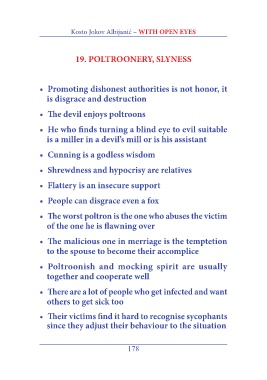 Kosto Jokov Albijanić – WITH OPEN EYES
19. POLTROONERY, SLYNESS
• Promoting dishonest authorities is not honor, it
is disgrace and destruction
• The devil enjoys poltroons
• He who finds turning a blind eye to evil suitable
is a miller in a devil's mill or is his assistant
• Cunning is a godless wisdom
• Shrewdness and hypocrisy are relatives
• Flattery is an insecure support
• People can disgrace even a fox
• The worst poltron is the one who abuses the victim
of the one he is flawning over
• The malicious one in merriage is the temptetion
to the spouse to become their accomplice
• Poltroonish and mocking spirit are usually
together and cooperate well
• There are a lot of people who get infected and want
others to get sick too
• Their victims find it hard to recognise sycophants
since they adjust their behaviour to the situation
178